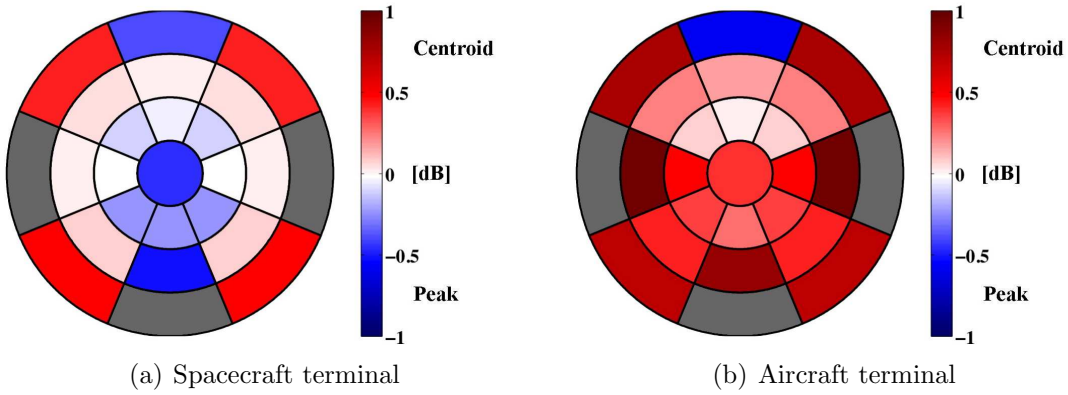 1
Centroid
0.5
0
[dB]
−0.5
Peak
−1
(a) Spacecraft terminal
1
Centroid
0.5
0
[dB]
−0.5
Peak
−1
(b) Aircraft terminal